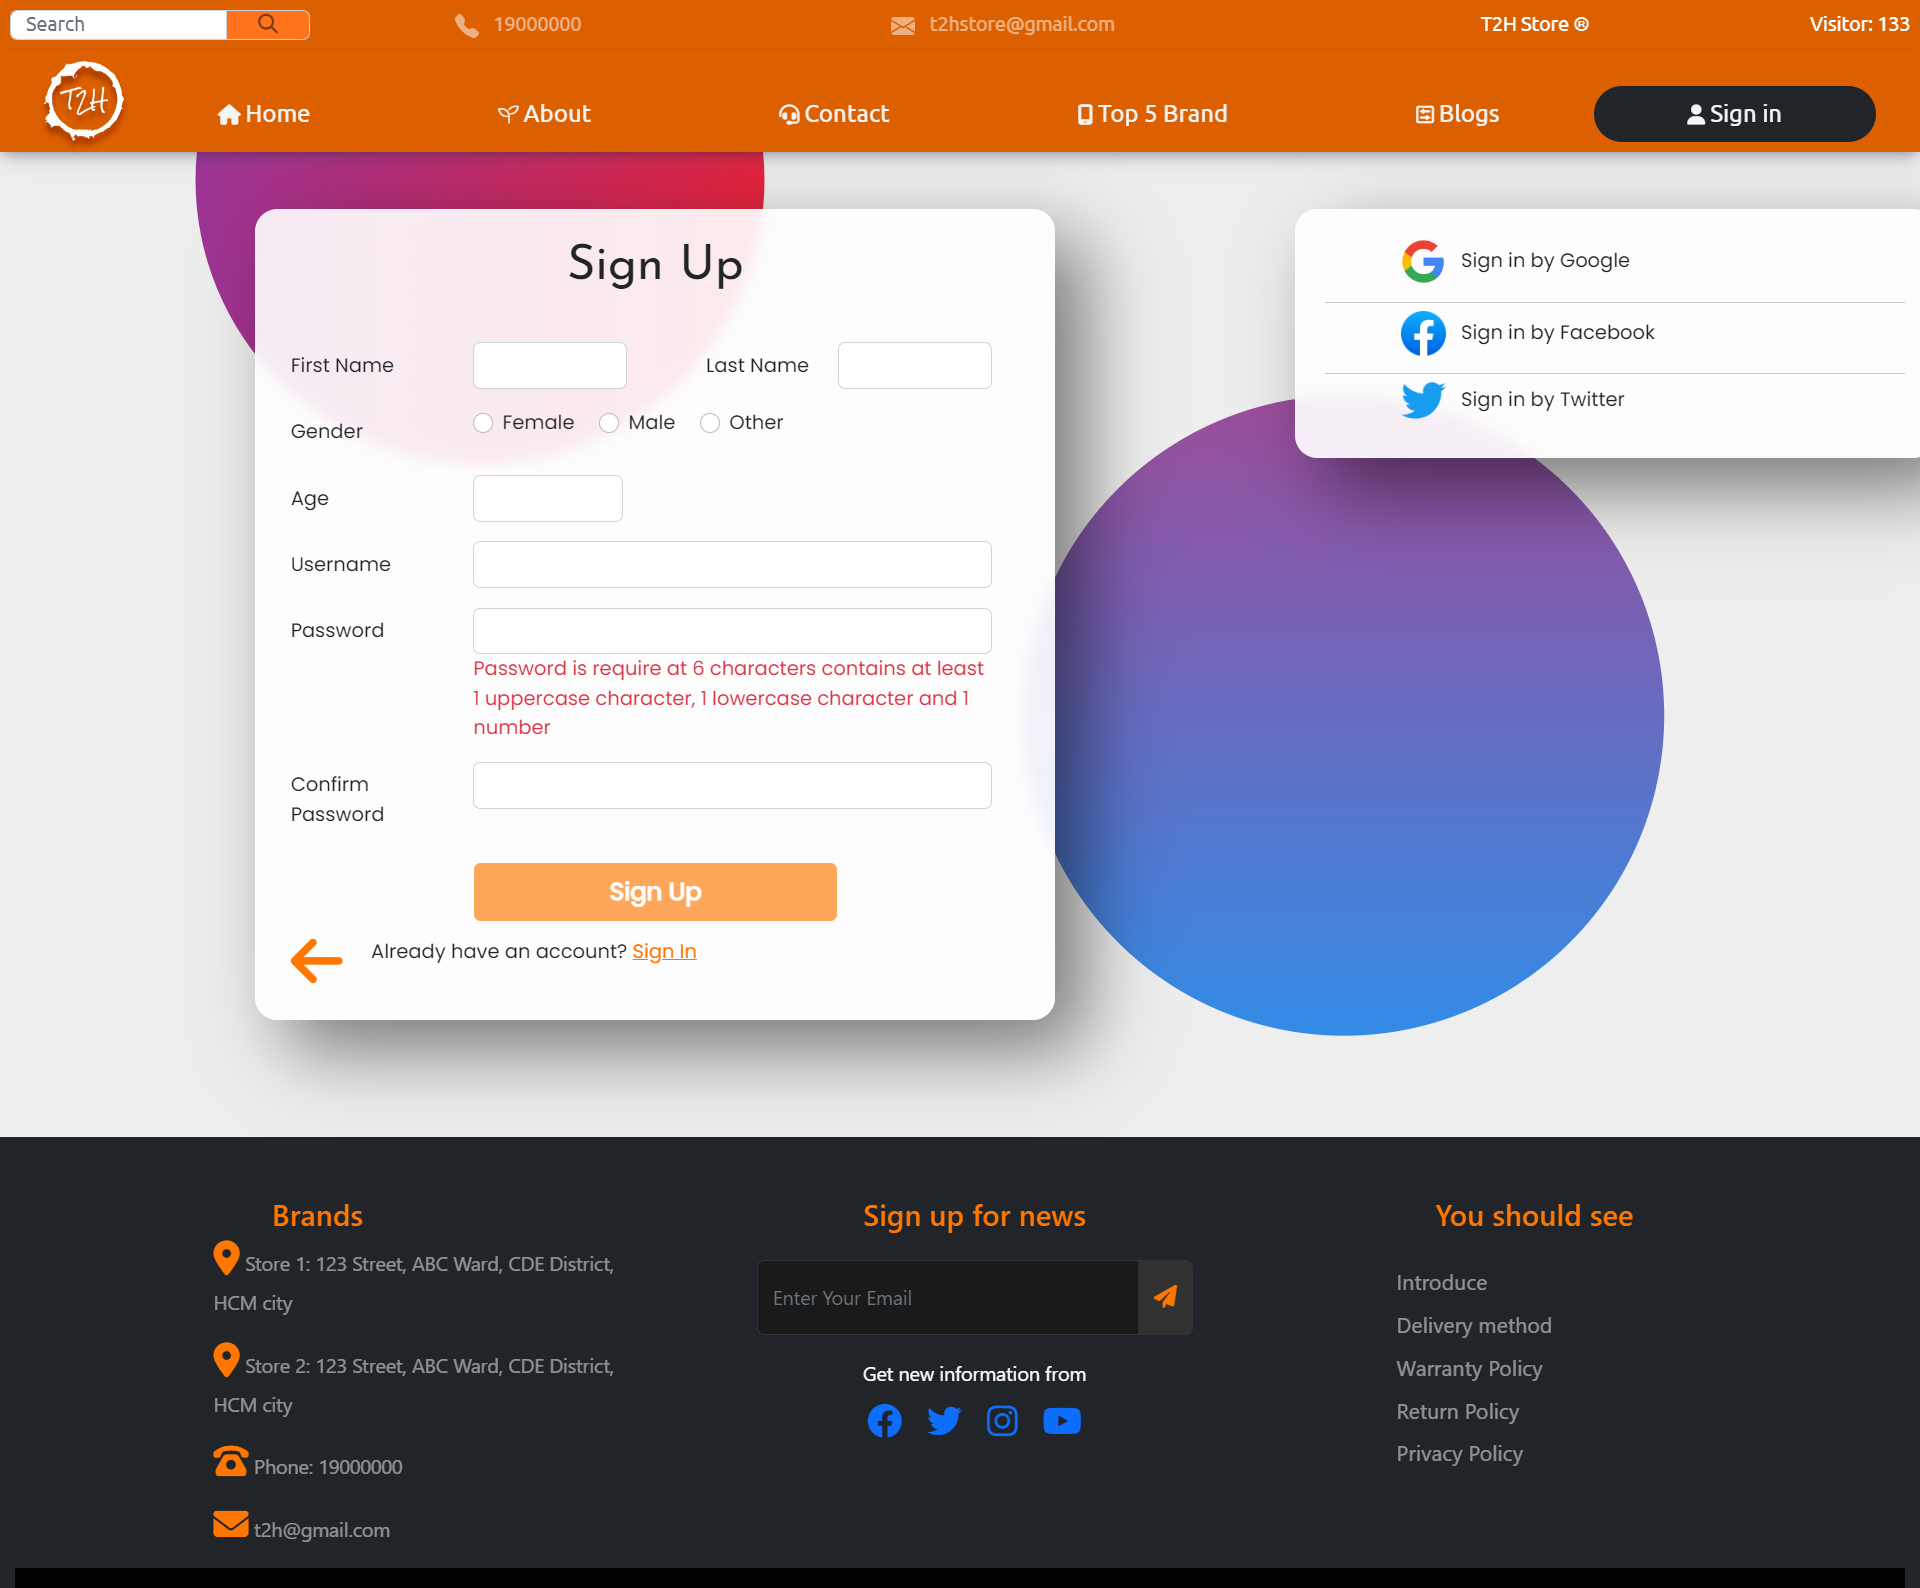 Search
19000000
t2hstore@gmail.com
T2H Store ®
Visitor: 133
T2H
Home
About
Contact
Top 5 Brand
Blogs
Sign in
Sign Up
First Name
Last Name
Gender
Female
Male
Other
Age
Username
Password
Password is require at 6 characters contains at least
1 uppercase character, 1 lowercase character and 1
number
Confirm
Password
Sign Up
Already have an account? Sign In
Sign in by Google
Sign in by Facebook
Sign in by Twitter
Brands
Store 1: 123 Street, ABC Ward, CDE District,
HCM city
Store 2: 123 Street, ABC Ward, CDE District,
HCM city
Phone: 19000000
t2h@gmail.com
Sign up for news
Enter Your Email
Get new information from
You should see
Introduce
Delivery method
Warranty Policy
Return Policy
Privacy Policy